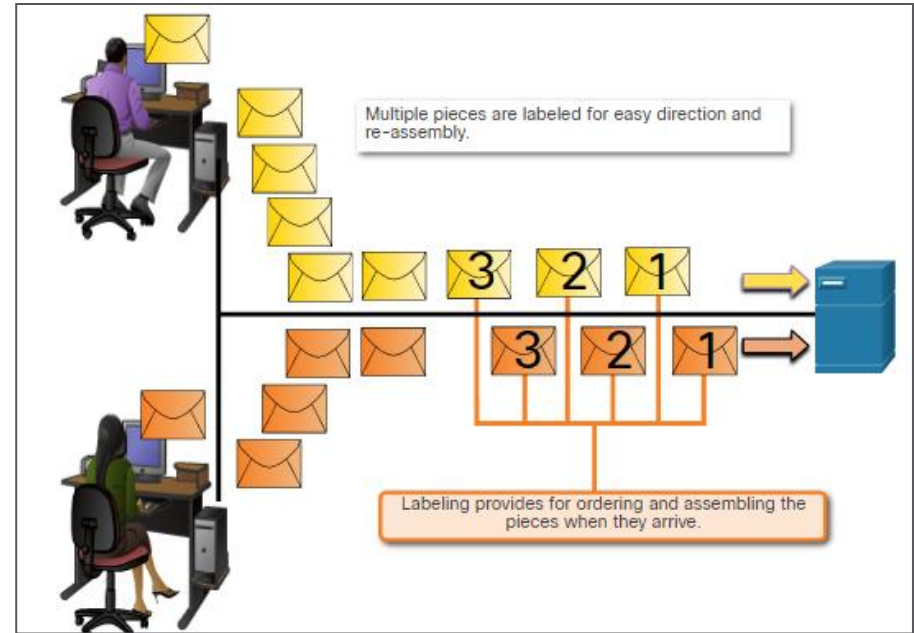 Multiple pieces are labeled for easy direction and
re-assembly.
3 2 1
3 2 1
Labeling provides for ordering and assembling the
pieces when they arrive.